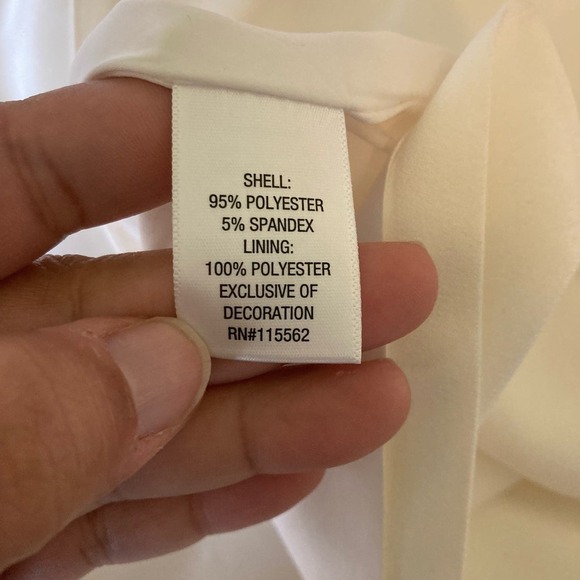 SHELL:
95% POLYESTER
5% SPANDEX
LINING:
100% POLYESTER
EXCLUSIVE OF
DECORATION
RN#115562